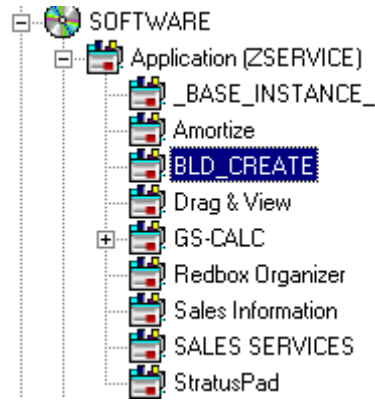 SOFTWARE
Application (ZSERVICE)
_BASE_INSTANCE_
Amortize
BLD_CREATE
Drag & View
GS-CALC
Redbox Organizer
Sales Information
SALES SERVICES
StratusPad